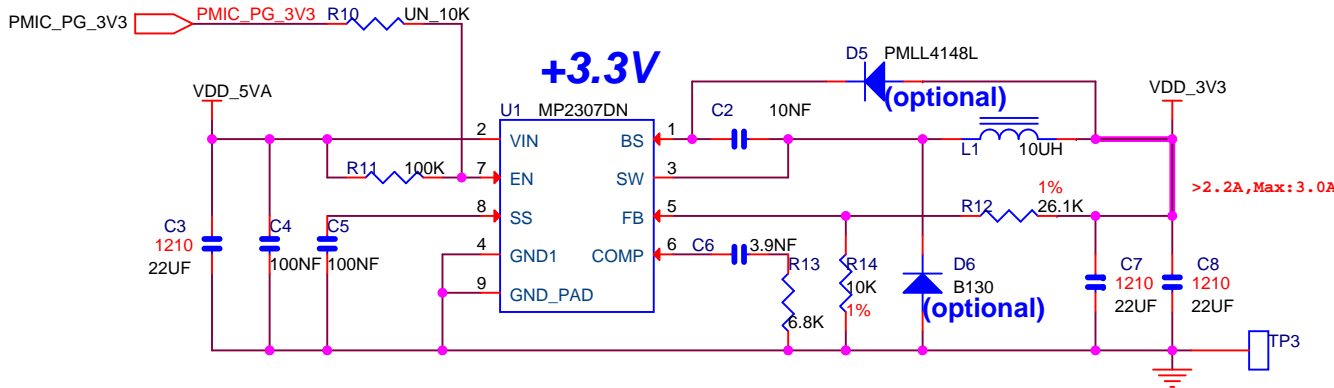 PMIC_PG_3V3
PMIC_PG_3V3
R10
UN_10K
+3.3V
D5
PMLL4148L
(optional)
VDD_5VA
VDD_3V3
U1
MP2307DN
C2
10NF
2
VIN
BS
1
L1
10UH
R11
100K
7
EN
SW
3
>2.2A,Max:3.0A
1%
R12
26.1K
8
SS
FB
5
C3
1210
22UF
C4
100NF
C5
100NF
4
GND1
COMP
6
C6
3.9NF
R13
6.8K
R14
10K
1%
D6
B130
(optional)
9
GND_PAD
C7
1210
22UF
C8
1210
22UF
TP3